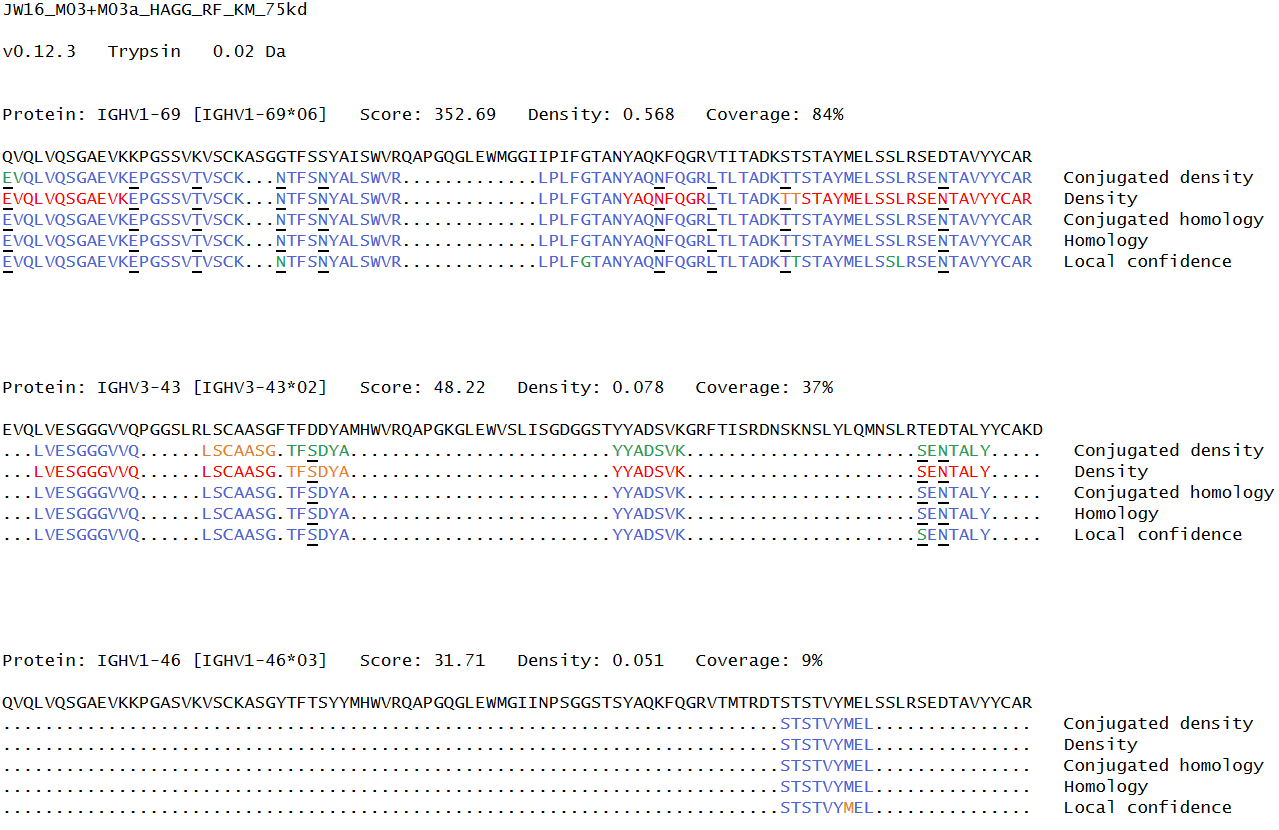 JW16_M03+M03a_HAGG_RF_KM_75kd
v0.12.3 Trypsin 0.02 Da
Protein: IGHV1-69 [IGHV1-69*06] Score: 352.69 Density: 0.568 Coverage: 84%
QVQLVQSGAEVKKPGSSVKVSCKASGGTFSSYAISWVRQAPGQGLEWMGGIIPIFGTANYAQKFQGRVTITADKSTSTAYMELSSLRSEDTAVYYCAR
EVQLVQSGAEVKEPGSSVTVSCK...NTFSNYALSWVR.............LPLFGTANYAQNFQGRLTLTADKTTSTAYMELSSLRSENTAVYYCAR Conjugated density
EVQLVQSGAEVKEPGSSVTVSCK...NTFSNYALSWVR.............LPLFGTANYAQNFQGRLTLTADKTTSTAYMELSSLRSENTAVYYCAR Density
EVQLVQSGAEVKEPGSSVTVSCK...NTFSNYALSWVR.............LPLFGTANYAQNFQGRLTLTADKTTSTAYMELSSLRSENTAVYYCAR Conjugated homology
EVQLVQSGAEVKEPGSSVTVSCK...NTFSNYALSWVR.............LPLFGTANYAQNFQGRLTLTADKTTSTAYMELSSLRSENTAVYYCAR Homology
EVQLVQSGAEVKEPGSSVTVSCK...NTFSNYALSWVR.............LPLFGTANYAQNFQGRLTLTADKTTSTAYMELSSLRSENTAVYYCAR Local confidence
Protein: IGHV3-43 [IGHV3-43*02] Score: 48.22 Density: 0.078 Coverage: 37%
EVQLVESGGGVVQPGGSLRLSCAASGFTFDDYAMHWVRQAPGKGLEWVSLISGDGGSTYYADSVKGRFTISRDNSKNSLYLQMNSLRTEDTALYYCAKD
...LVESGGGVVQ......LSCAASG.TFSDYA.........................YYADSVK......................SENTALY..... Conjugated density
...LVESGGGVVQ......LSCAASG.TFSDYA.........................YYADSVK......................SENTALY..... Density
...LVESGGGVVQ......LSCAASG.TFSDYA.........................YYADSVK......................SENTALY..... Conjugated homology
...LVESGGGVVQ......LSCAASG.TFSDYA.........................YYADSVK......................SENTALY..... Homology
...LVESGGGVVQ......LSCAASG.TFSDYA.........................YYADSVK......................SENTALY..... Local confidence
Protein: IGHV1-46 [IGHV1-46*03] Score: 31.71 Density: 0.051 Coverage: 9%
QVQLVQSGAEVKKPGASVKVSCKASGYTFTSYYMHWVRQAPGQGLEWMGIINPSGGSTSYAQKFQGRVTMTRDTSTSTVYMELSSLRSEDTAVYYCAR
..........................................................................STSTVYMEL............... Conjugated density
..........................................................................STSTVYMEL............... Density
..........................................................................STSTVYMEL............... Conjugated homology
..........................................................................STSTVYMEL............... Homology
..........................................................................STSTVYMEL............... Local confidence